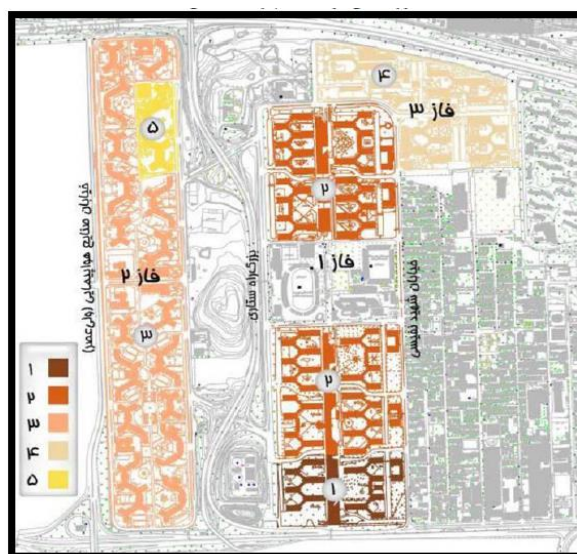 ۴
فاز ۳
۵
۲
خیابان صنایع هواپیمایی (ولی‌عصر)
فاز ۲
بزرگراه ستاری
فاز ۱
خیابان شهید نفیسی
۳
۲
۱
۱
۲
۳
۴
۵